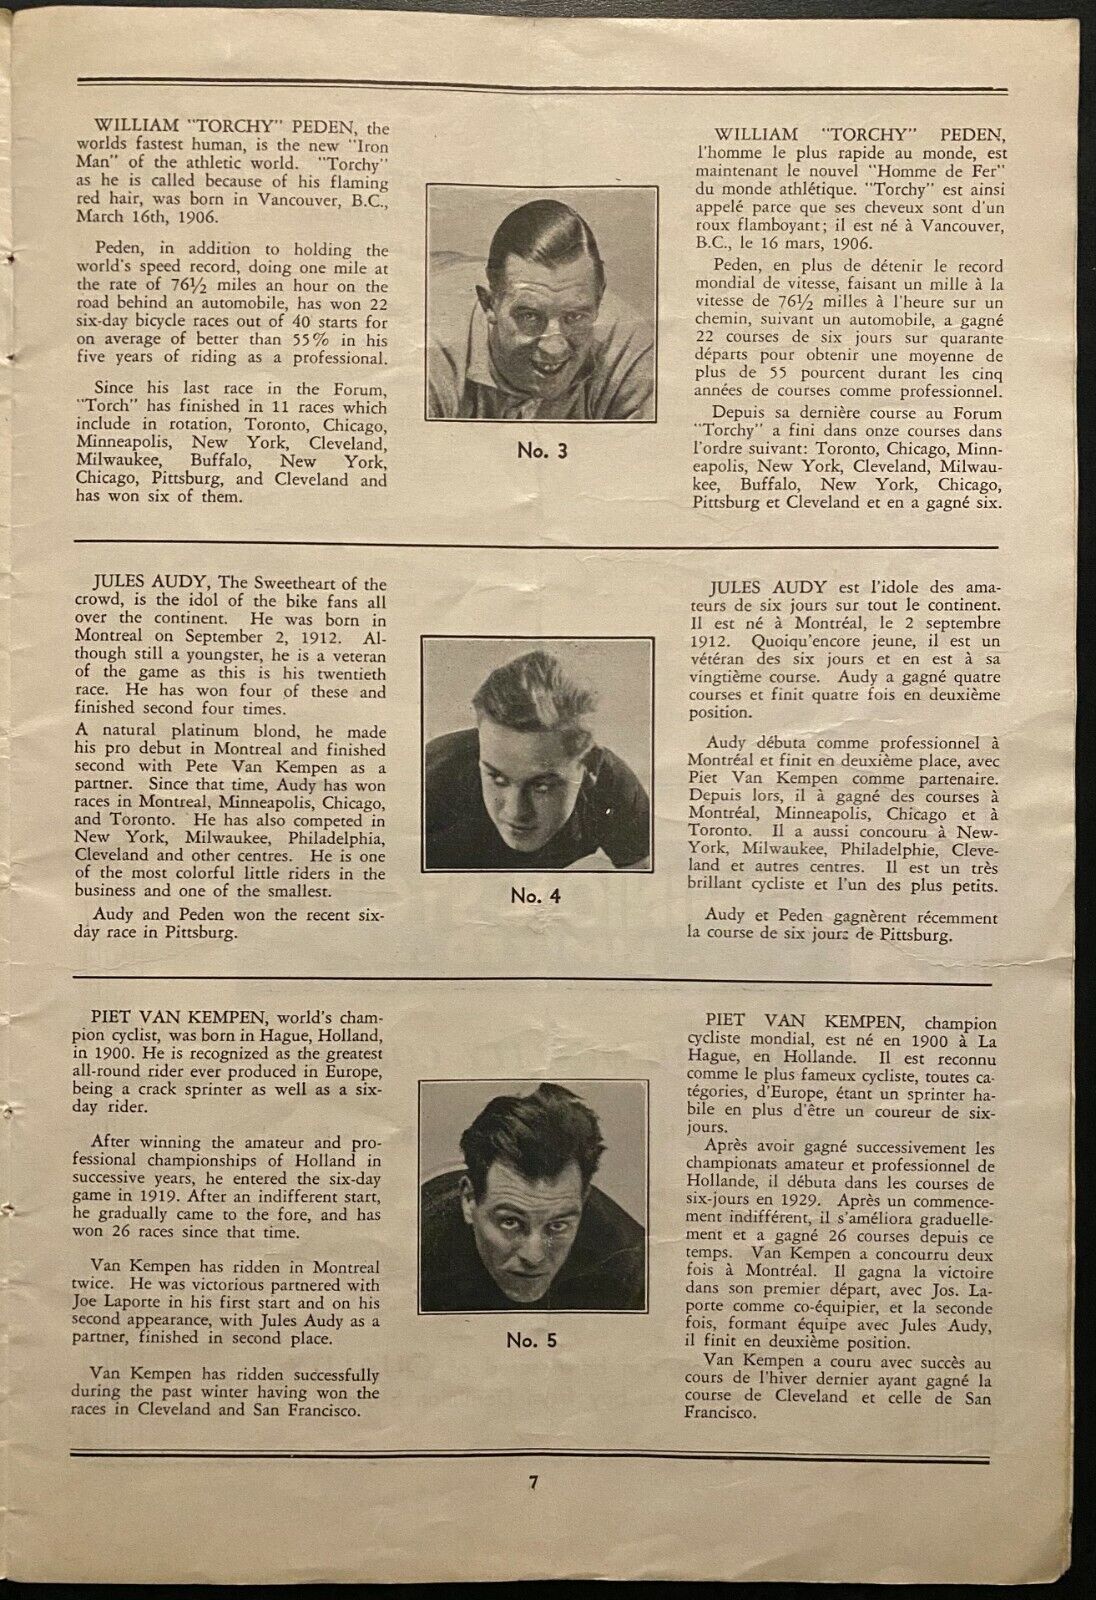 WILLIAM "TORCHY" PEDEN, the
worlds fastest human, is the new "Iron
Man" of the athletic world. "Torchy"
as he is called because of his flaming
red hair, was born in Vancouver, B.C.,
March 16th, 1906.
Peden, in addition to holding the
world's speed record, doing one mile at
the rate of 76½ miles an hour on the
road behind an automobile, has won 22
six-day bicycle races out of 40 starts for
on average of better than 55% in his
five years of riding as a professional.
Since his last race in the Forum,
"Torch" has finished in 11 races which
include in rotation, Toronto, Chicago,
Minneapolis, New York, Cleveland,
Milwaukee, Buffalo, New York,
Chicago, Pittsburg, and Cleveland and
has won six of them.
No. 3
WILLIAM "TORCHY" PEDEN,
l'homme le plus rapide au monde, est
maintenant le nouvel "Homme de Fer"
du monde athlétique. "Torchy" est ainsi
appelé parce que ses cheveux sont d'un
roux flamboyant; il est né à Vancouver,
B.C., le 16 mars, 1906.
Peden, en plus de détenir le record
mondial de vitesse, faisant un mille à la
vitesse de 76½ milles à l'heure sur un
chemin, suivant un automobile, a gagné
22 courses de six jours sur quarante
départs pour obtenir une moyenne de
plus de 55 pourcent durant les cinq
années de courses comme professionnel.
Depuis sa dernière course au Forum
"Torchy" a fini dans onze courses dans
l'ordre suivant: Toronto, Chicago, Minn-
eapolis, New York, Cleveland, Milwau-
kee, Buffalo, New York, Chicago,
Pittsburg et Cleveland et en a gagné six.
JULES AUDY, The Sweetheart of the
crowd, is the idol of the bike fans all
over the continent. He was born in
Montreal on September 2, 1912. Al-
though still a youngster, he is a veteran
of the game as this is his twentieth
race. He has won four of these and
finished second four times.
A natural platinum blond, he made
his pro debut in Montreal and finished
second with Pete Van Kempen as a
partner. Since that time, Audy has won
races in Montreal, Minneapolis, Chicago,
and Toronto. He has also competed in
New York, Milwaukee, Philadelphia,
Cleveland and other centres. He is one
of the most colorful little riders in the
business and one of the smallest.
Audy and Peden won the recent six-
day race in Pittsburg.
No. 4
JULES AUDY est l'idole des ama-
teurs de six jours sur tout le continent.
Il est né à Montréal, le 2 septembre
1912. Quoiqu'encore jeune, il est un
vétéran des six jours et en est à sa
vingtième course. Audy a gagné quatre
courses et finit quatre fois en deuxième
position.
Audy débuta comme professionnel à
Montréal et finit en deuxième place, avec
Piet Van Kempen comme partenaire.
Depuis lors, il à gagné des courses à
Montréal, Minneapolis, Chicago et à
Toronto. Il a aussi concouru à New-
York, Milwaukee, Philadelphie, Cleve-
land et autres centres. Il est un très
brillant cycliste et l'un des plus petits.
Audy et Peden gagnèrent récemment
la course de six jours de Pittsburg.
PIET VAN KEMPEN, world's cham-
pion cyclist, was born in Hague, Holland,
in 1900. He is recognized as the greatest
all-round rider ever produced in Europe,
being a crack sprinter as well as a six-
day rider.
After winning the amateur and pro-
fessional championships of Holland in
successive years, he entered the six-day
game in 1919. After an indifferent start,
he gradually came to the fore, and has
won 26 races since that time.
Van Kempen has ridden in Montreal
twice. He was victorious partnered with
Joe Laporte in his first start and on his
second appearance, with Jules Audy as a
partner, finished in second place.
Van Kempen has ridden successfully
during the past winter having won the
races in Cleveland and San Francisco.
No. 5
PIET VAN KEMPEN, champion
cycliste mondial, est né en 1900 à La
Hague, en Hollande. Il est reconnu
comme le plus fameux cycliste, toutes ca-
tégories, d'Europe, étant un sprinter ha-
bile en plus d'être un coureur de six-
jours.
Après avoir gagné successivement les
championats amateur et professionnel de
Hollande, il débuta dans les courses de
six-jours en 1929. Après un commence-
ment indifférent, il s'améliora graduelle-
ment et a gagné 26 courses depuis ce
temps. Van Kempen a concourru deux
fois à Montréal. Il gagna la victoire
dans son premier départ, avec Jos. La-
porte comme co-équipier, et la seconde
fois, formant équipe avec Jules Audy,
il finit en deuxième position.
Van Kempen a couru avec succès au
cours de l'hiver dernier ayant gagné la
course de Cleveland et celle de San
Francisco.
7